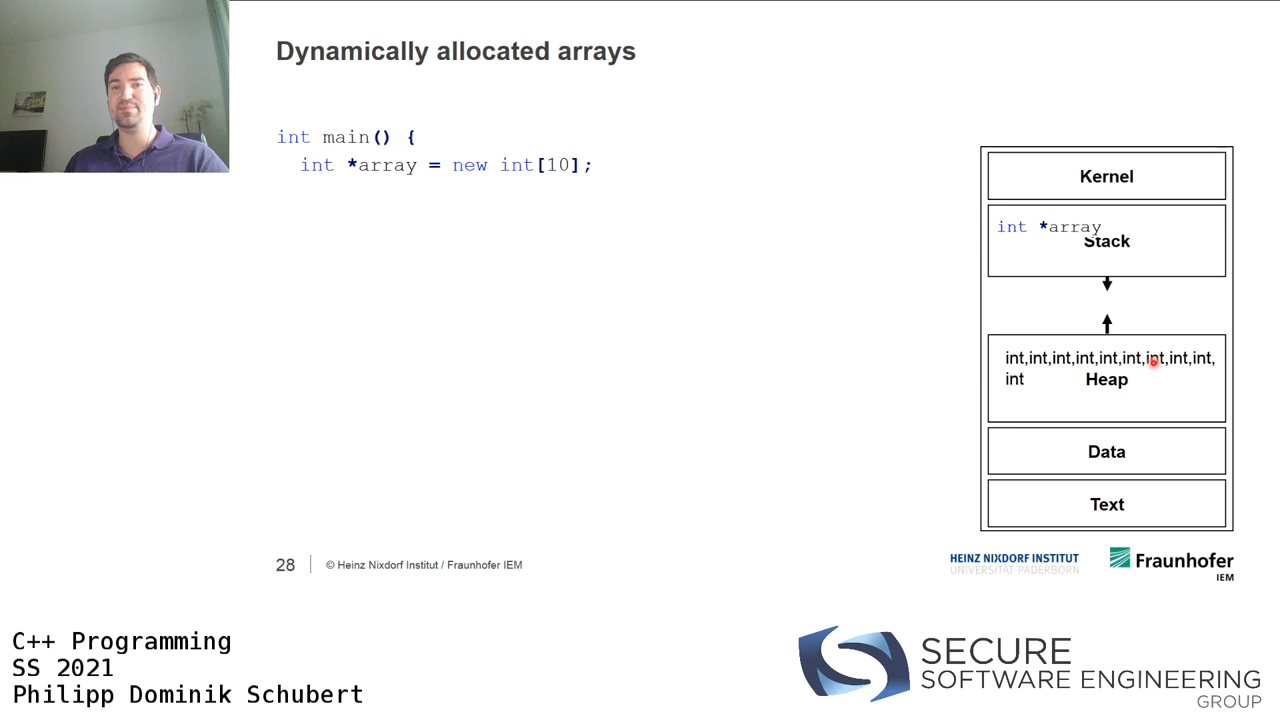 Dynamically allocated arrays
int main() {
int *array = new int[10];
Kernel
int *array
Stack
int,int,int,int,int,int,int,int,int,
int
Heap
Data
Text
28
© Heinz Nixdorf Institut / Fraunhofer IEM
HEINZ NIXDORF INSTITUT
UNIVERSITÄT PADERBORN
Fraunhofer
IEM
C++ Programming
SS 2021
Philipp Dominik Schubert
SECURE
SOFTWARE ENGINEERING
GROUP